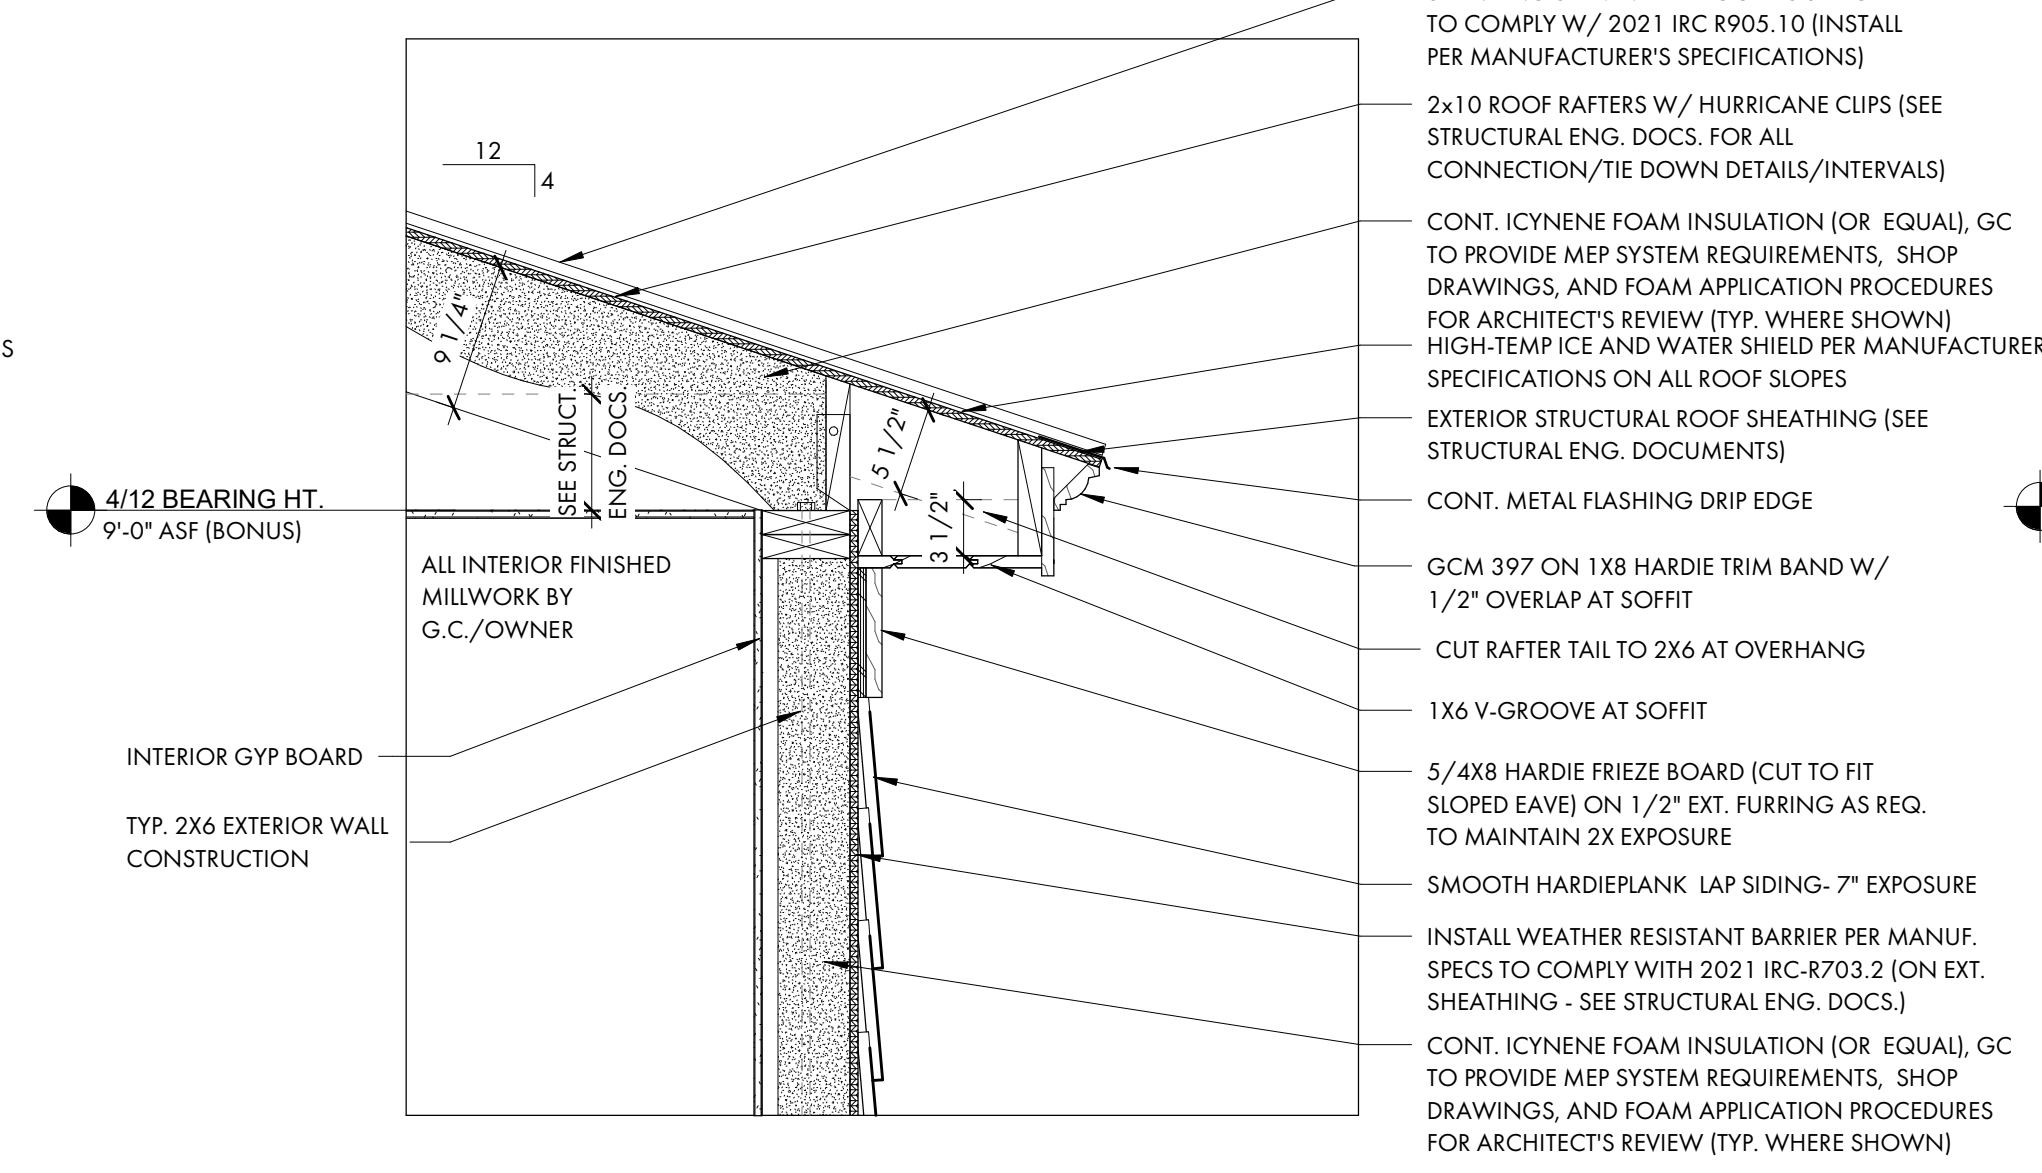 TO COMPLY W/ 2021 IRC R905.10 (INSTALL
PER MANUFACTURER'S SPECIFICATIONS)
2x10 ROOF RAFTERS W/ HURRICANE CLIPS (SEE
STRUCTURAL ENG. DOCS. FOR ALL
CONNECTION/TIE DOWN DETAILS/INTERVALS)
CONT. ICYNENE FOAM INSULATION (OR EQUAL), GC
TO PROVIDE MEP SYSTEM REQUIREMENTS, SHOP
DRAWINGS, AND FOAM APPLICATION PROCEDURES
FOR ARCHITECT'S REVIEW (TYP. WHERE SHOWN)
HIGH-TEMP ICE AND WATER SHIELD PER MANUFACTURER
SPECIFICATIONS ON ALL ROOF SLOPES
EXTERIOR STRUCTURAL ROOF SHEATHING (SEE
STRUCTURAL ENG. DOCUMENTS)
CONT. METAL FLASHING DRIP EDGE
GCM 397 ON 1X8 HARDIE TRIM BAND W/
1/2" OVERLAP AT SOFFIT
CUT RAFTER TAIL TO 2X6 AT OVERHANG
1X6 V-GROOVE AT SOFFIT
5/4X8 HARDIE FRIEZE BOARD (CUT TO FIT
SLOPED EAVE) ON 1/2" EXT. FURRING AS REQ.
TO MAINTAIN 2X EXPOSURE
SMOOTH HARDIEPLANK LAP SIDING- 7" EXPOSURE
INSTALL WEATHER RESISTANT BARRIER PER MANUF.
SPECS TO COMPLY WITH 2021 IRC-R703.2 (ON EXT.
SHEATHING - SEE STRUCTURAL ENG. DOCS.)
CONT. ICYNENE FOAM INSULATION (OR EQUAL), GC
TO PROVIDE MEP SYSTEM REQUIREMENTS, SHOP
DRAWINGS, AND FOAM APPLICATION PROCEDURES
FOR ARCHITECT'S REVIEW (TYP. WHERE SHOWN)
12
4
9 1/4"
SEE STRUCT.
ENG. DOCS.
5 1/2"
3 1/2"
S
4/12 BEARING HT.
9'-0" ASF (BONUS)
ALL INTERIOR FINISHED
MILLWORK BY
G.C./OWNER
INTERIOR GYP BOARD
TYP. 2X6 EXTERIOR WALL
CONSTRUCTION